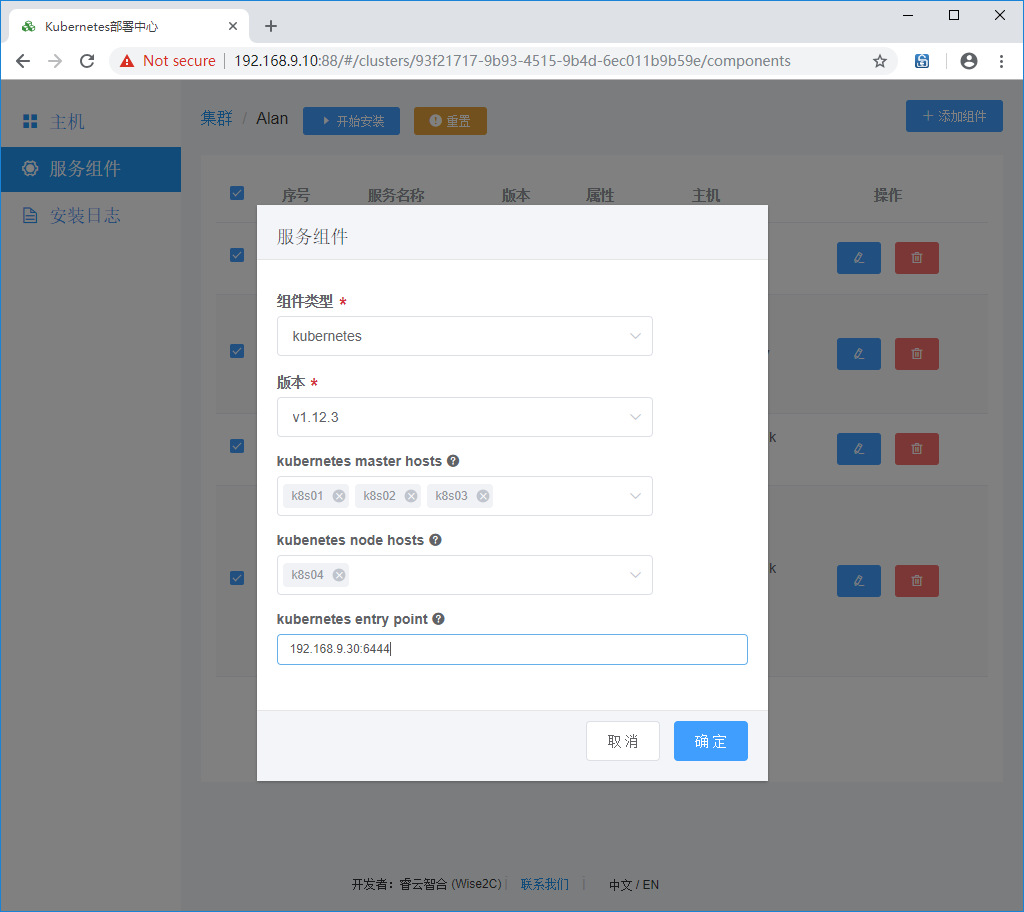 Kubernetes部署中心
Not secure | 192.168.9.10:88/#/clusters/93f21717-9b93-4515-9b4d-6ec011b9b59e/components
主机
服务组件
安装日志
集群 / Alan 开始安装 重置 添加组件
序号 服务名称 版本 属性 主机 操作
服务组件
组件类型 *
kubernetes
版本 *
v1.12.3
kubernetes master hosts
k8s01 k8s02 k8s03
kubenetes node hosts
k8s04
kubernetes entry point
192.168.9.30:6444
取消 确定
开发者：睿云智合 (Wise2C) | 联系我们 | 中文 / EN